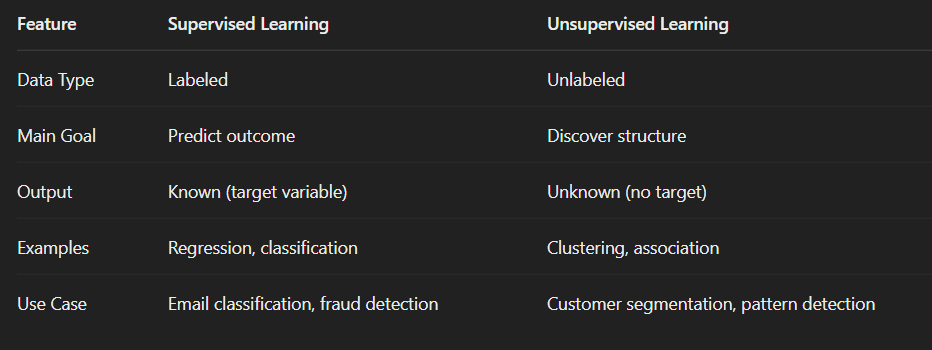 Feature Supervised Learning Unsupervised Learning
Data Type Labeled Unlabeled
Main Goal Predict outcome Discover structure
Output Known (target variable) Unknown (no target)
Examples Regression, classification Clustering, association
Use Case Email classification, fraud detection Customer segmentation, pattern detection